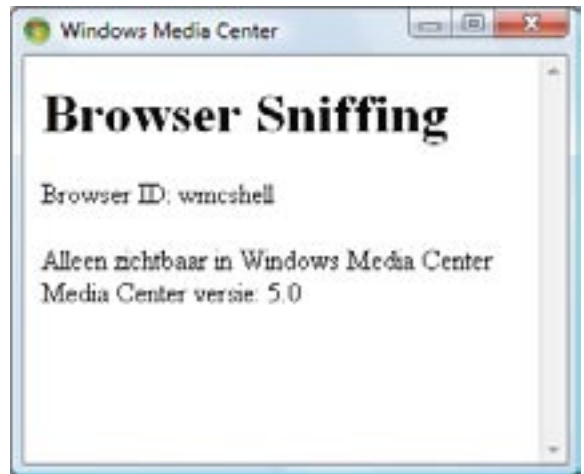 Windows Media Center
Browser Sniffing
Browser ID: wmcshell
Alleen zichtbaar in Windows Media Center
Media Center versie: 5.0